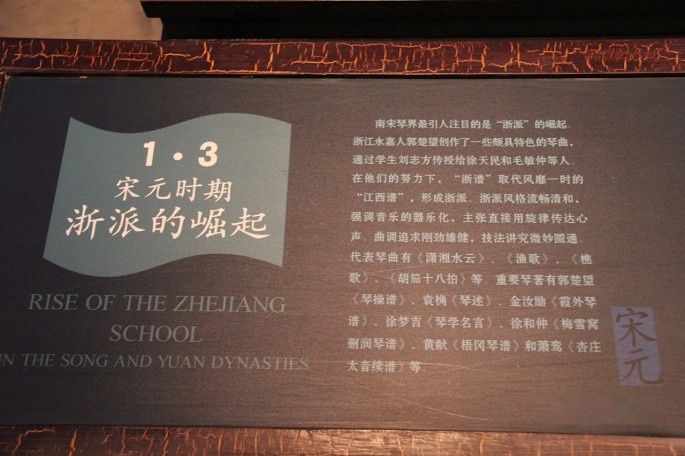 1·3
宋元时期
浙派的崛起
RISE OF THE ZHEJIANG
SCHOOL
IN THE SONG AND YUAN DYNASTIES
南宋琴界最引人注目的是“浙派”的崛起。
浙江永嘉人郭楚望创作了一些颇具特色的琴曲，
通过学生刘志方传授给徐天民和毛敏仲等人。
在他们的努力下，“浙谱”取代风靡一时的
“江西谱”，形成浙派。浙派风格流畅清和，
强调音乐的器乐化，主张直接用旋律传达心
声。曲调追求刚劲雄健，技法讲究微妙圆通。
代表琴曲有《潇湘水云》、《渔歌》、《樵
歌》、《胡笳十八拍》等。重要琴著有郭楚望
《琴操谱》、袁桷《琴述》、金汝励《霞外琴
谱》、徐梦吉《琴学名言》、徐和仲《梅雪窝
删润琴谱》、黄献《梧冈琴谱》和萧鸾《杏庄
太音续谱》等
宋
元